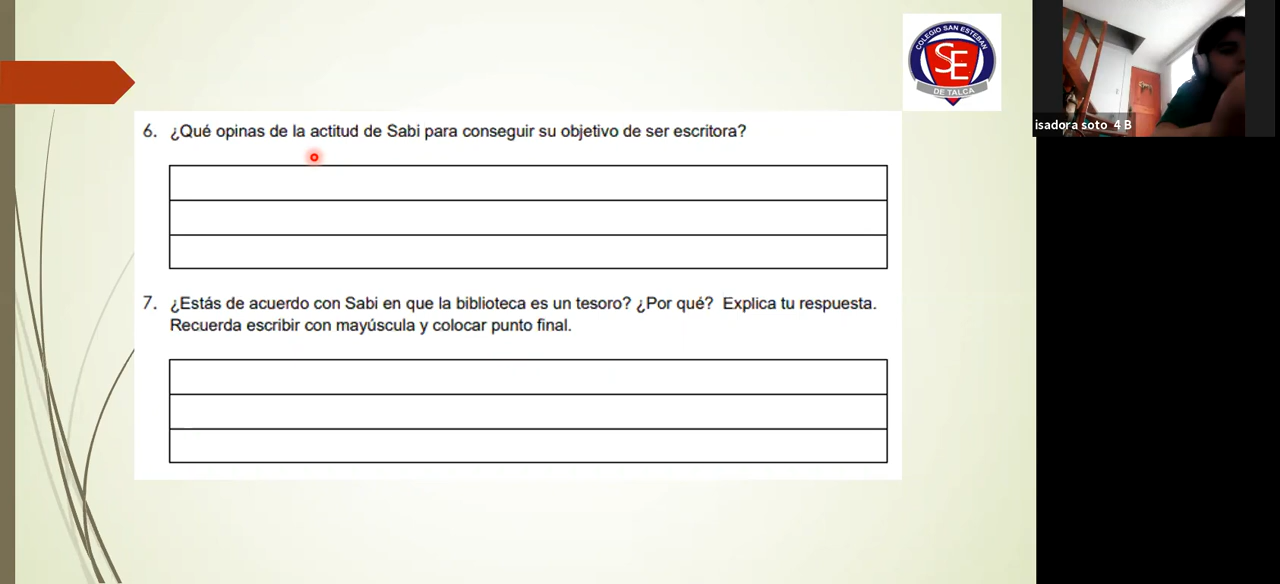 COLEGIO SAN ESTEBAN
SE
DE TALCA
isadora soto 4 B
6. ¿Qué opinas de la actitud de Sabi para conseguir su objetivo de ser escritora?
7. ¿Estás de acuerdo con Sabi en que la biblioteca es un tesoro? ¿Por qué? Explica tu respuesta.
Recuerda escribir con mayúscula y colocar punto final.